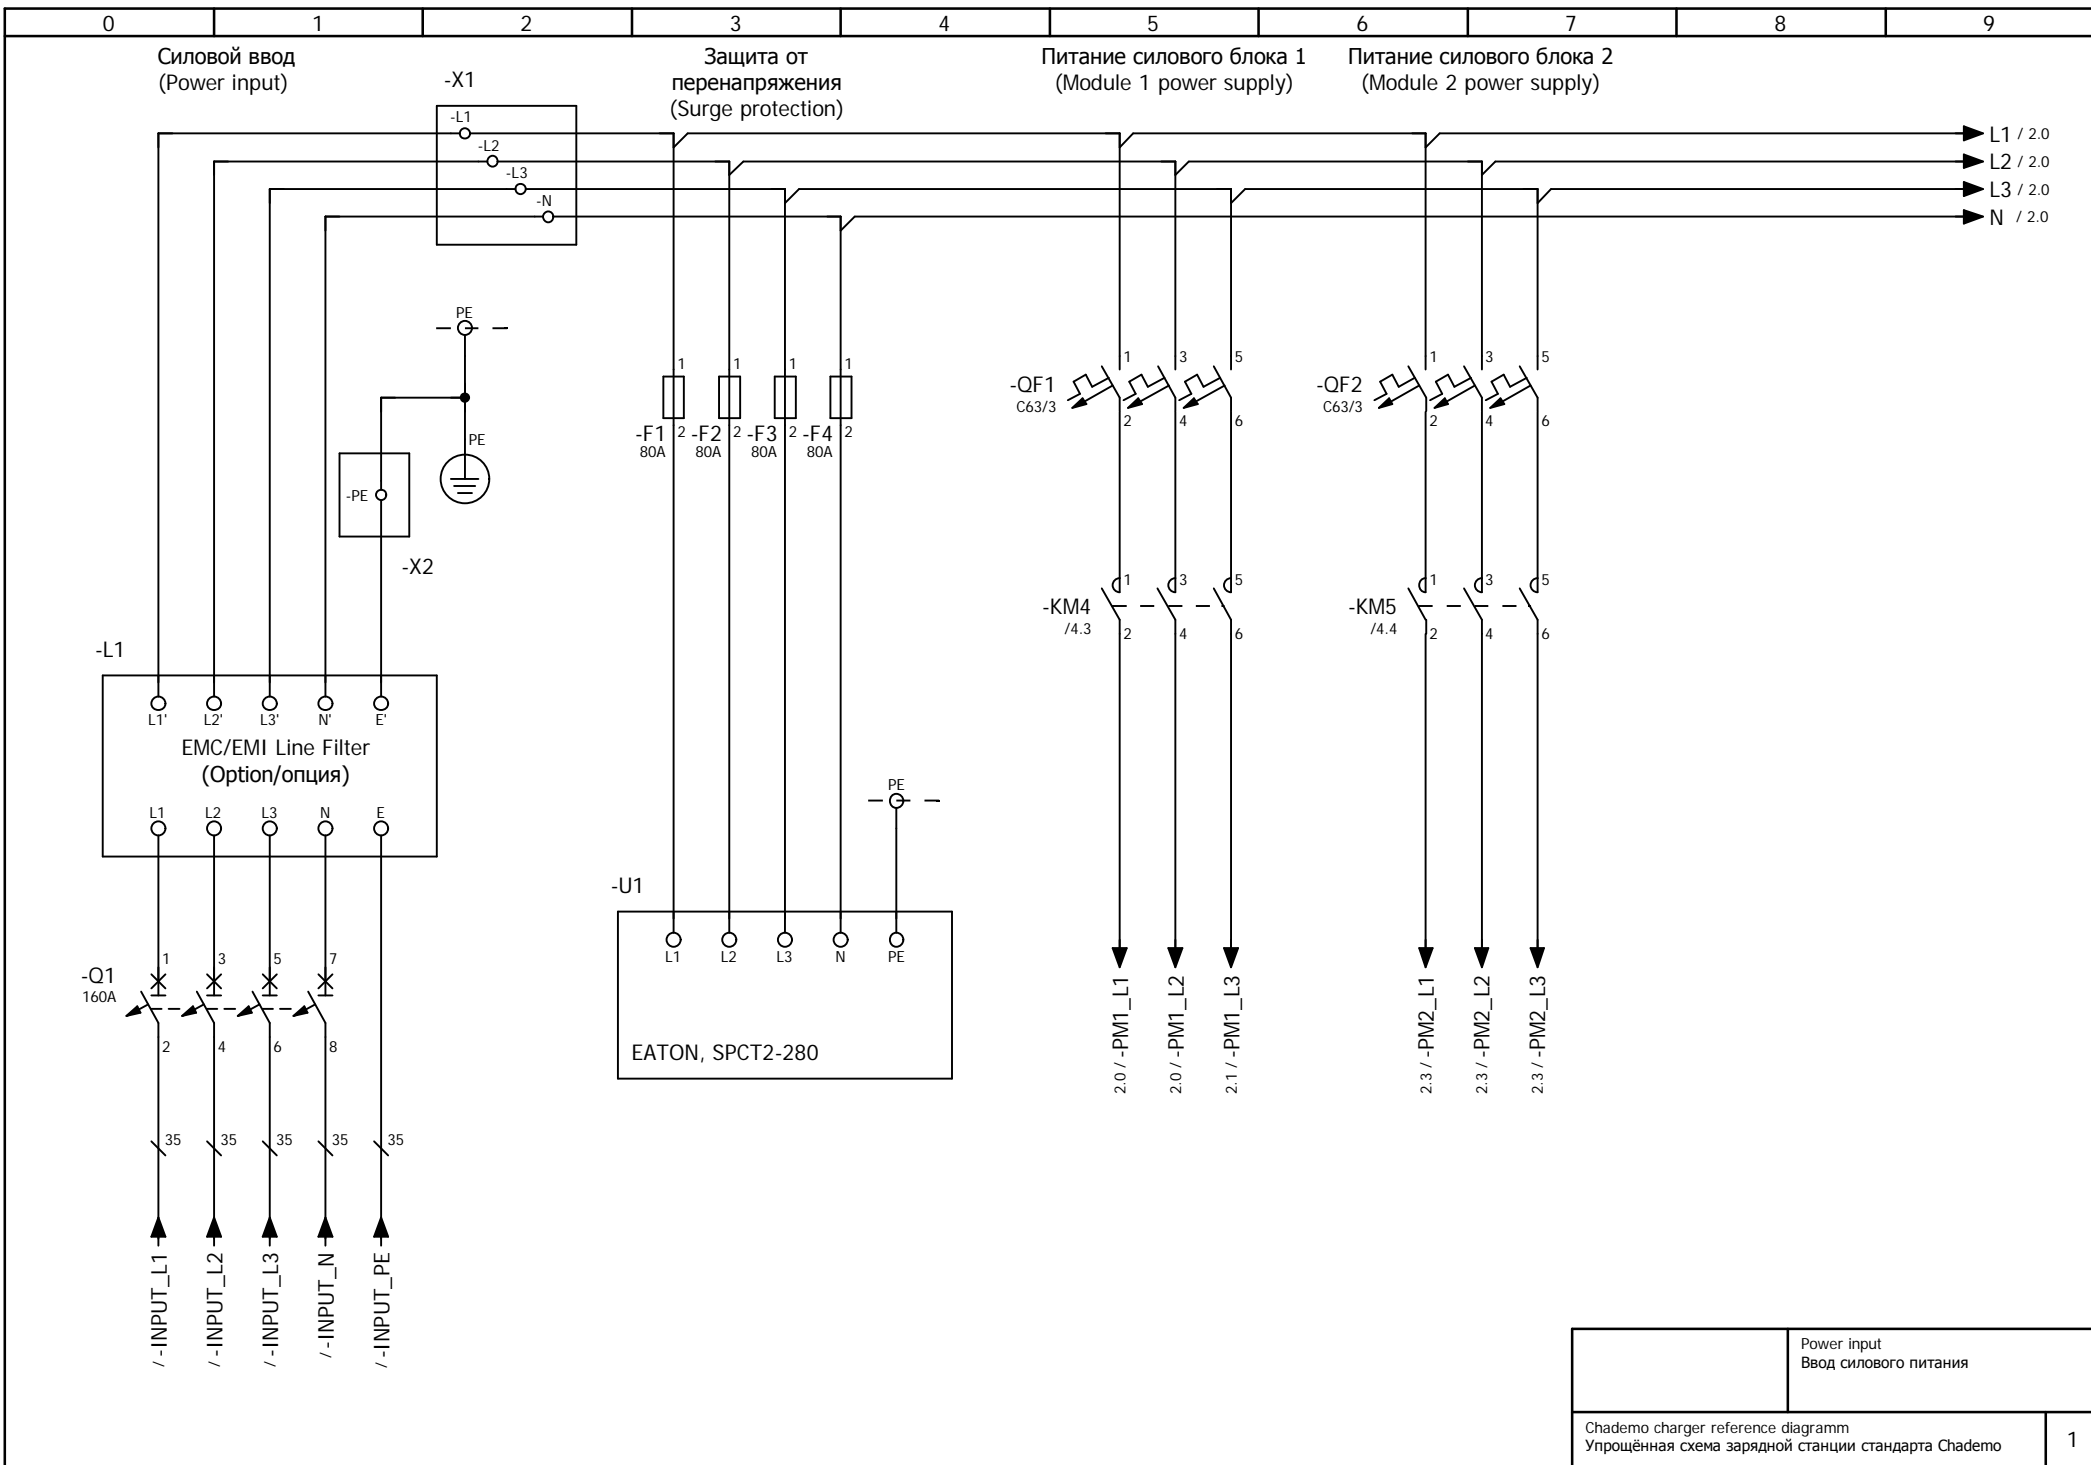 0 1 2 3 4 5 6 7 8 9
Силовой ввод
(Power input)
-X1
Защита от
перенапряжения
(Surge protection)
Питание силового блока 1
(Module 1 power supply)
Питание силового блока 2
(Module 2 power supply)
-L1
-L2
-L3
-N
L1 / 2.0
L2 / 2.0
L3 / 2.0
N / 2.0
PE
PE
-PE
-X2
1 1 1 1
-F1 2 -F2 2 -F3 2 -F4 2
80A 80A 80A 80A
-QF1
C63/3
1 3 5
2 4 6
-QF2
C63/3
1 3 5
2 4 6
-KM4
/4.3
1 3 5
2 4 6
-KM5
/4.4
1 3 5
2 4 6
-L1
L1' L2' L3' N' E'
EMC/EMI Line Filter
(Option/опция)
L1 L2 L3 N E
PE
-U1
L1 L2 L3 N PE
EATON, SPCT2-280
-Q1
160A
1 3 5 7
2 4 6 8
35 35 35 35 35
/ -INPUT_L1
/ -INPUT_L2
/ -INPUT_L3
/ -INPUT_N
/ -INPUT_PE
2.0 / -PM1_L1
2.0 / -PM1_L2
2.1 / -PM1_L3
2.3 / -PM2_L1
2.3 / -PM2_L2
2.3 / -PM2_L3
Power input
Ввод силового питания
Chademo charger reference diagramm
Упрощённая схема зарядной станции стандарта Chademo
1